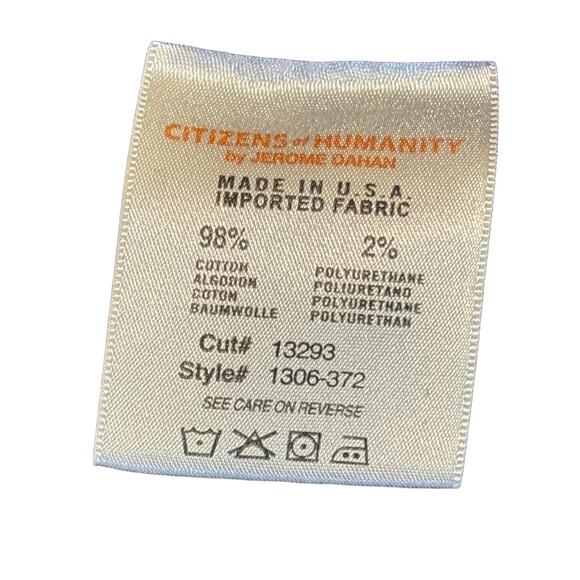 CITIZENS of HUMANITY
by JEROME DAHAN
MADE IN U.S.A.
IMPORTED FABRIC
98% 2%
COTTON POLYURETHANE
ALGODON POLIURETANO
COTON POLYURETHANE
BAUMWOLLE POLYURETHAN
Cut# 13293
Style# 1306-372
SEE CARE ON REVERSE